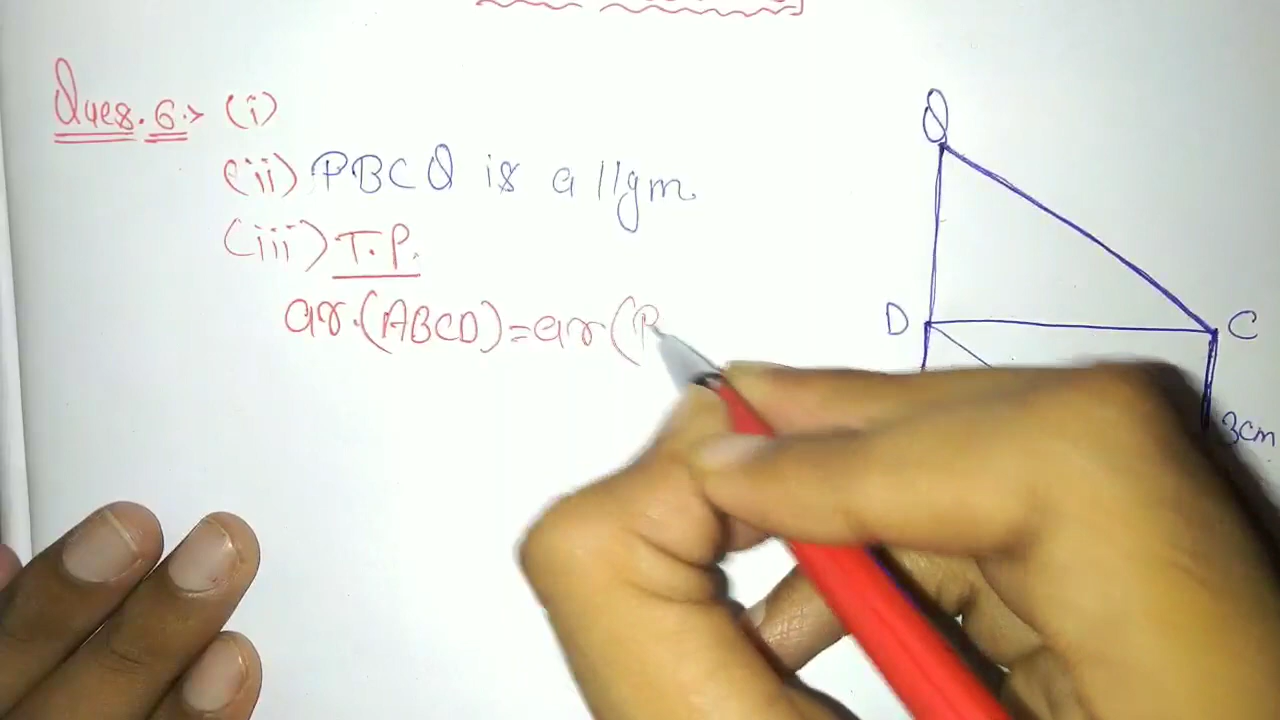 Ques. 6:> (i)
(ii) PBCQ is a llgm.
(iii) T.P.
ar.(ABCD)=ar(P
Q
D
C
3cm